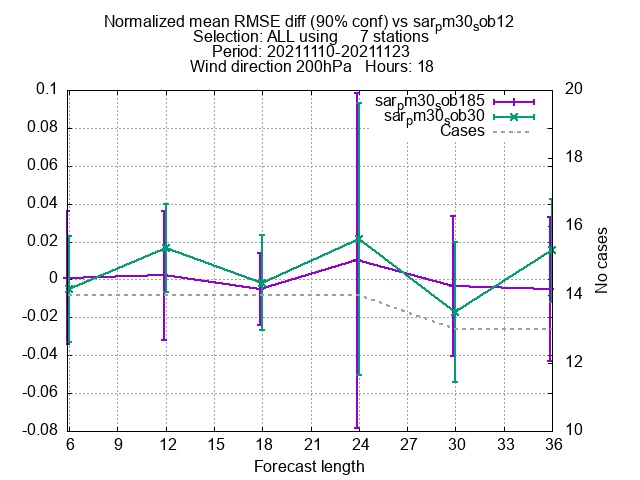 Normalized mean RMSE diff (90% conf) vs sarpm30sob12
Selection: ALL using 7 stations
Period: 20211110-20211123
Wind direction 200hPa Hours: 18
sarpm30sob185
sarpm30sob30
Cases
0.1
0.08
0.06
0.04
0.02
0
-0.02
-0.04
-0.06
-0.08
20
18
16
14
12
10
No cases
6 9 12 15 18 21 24 27 30 33 36
Forecast length